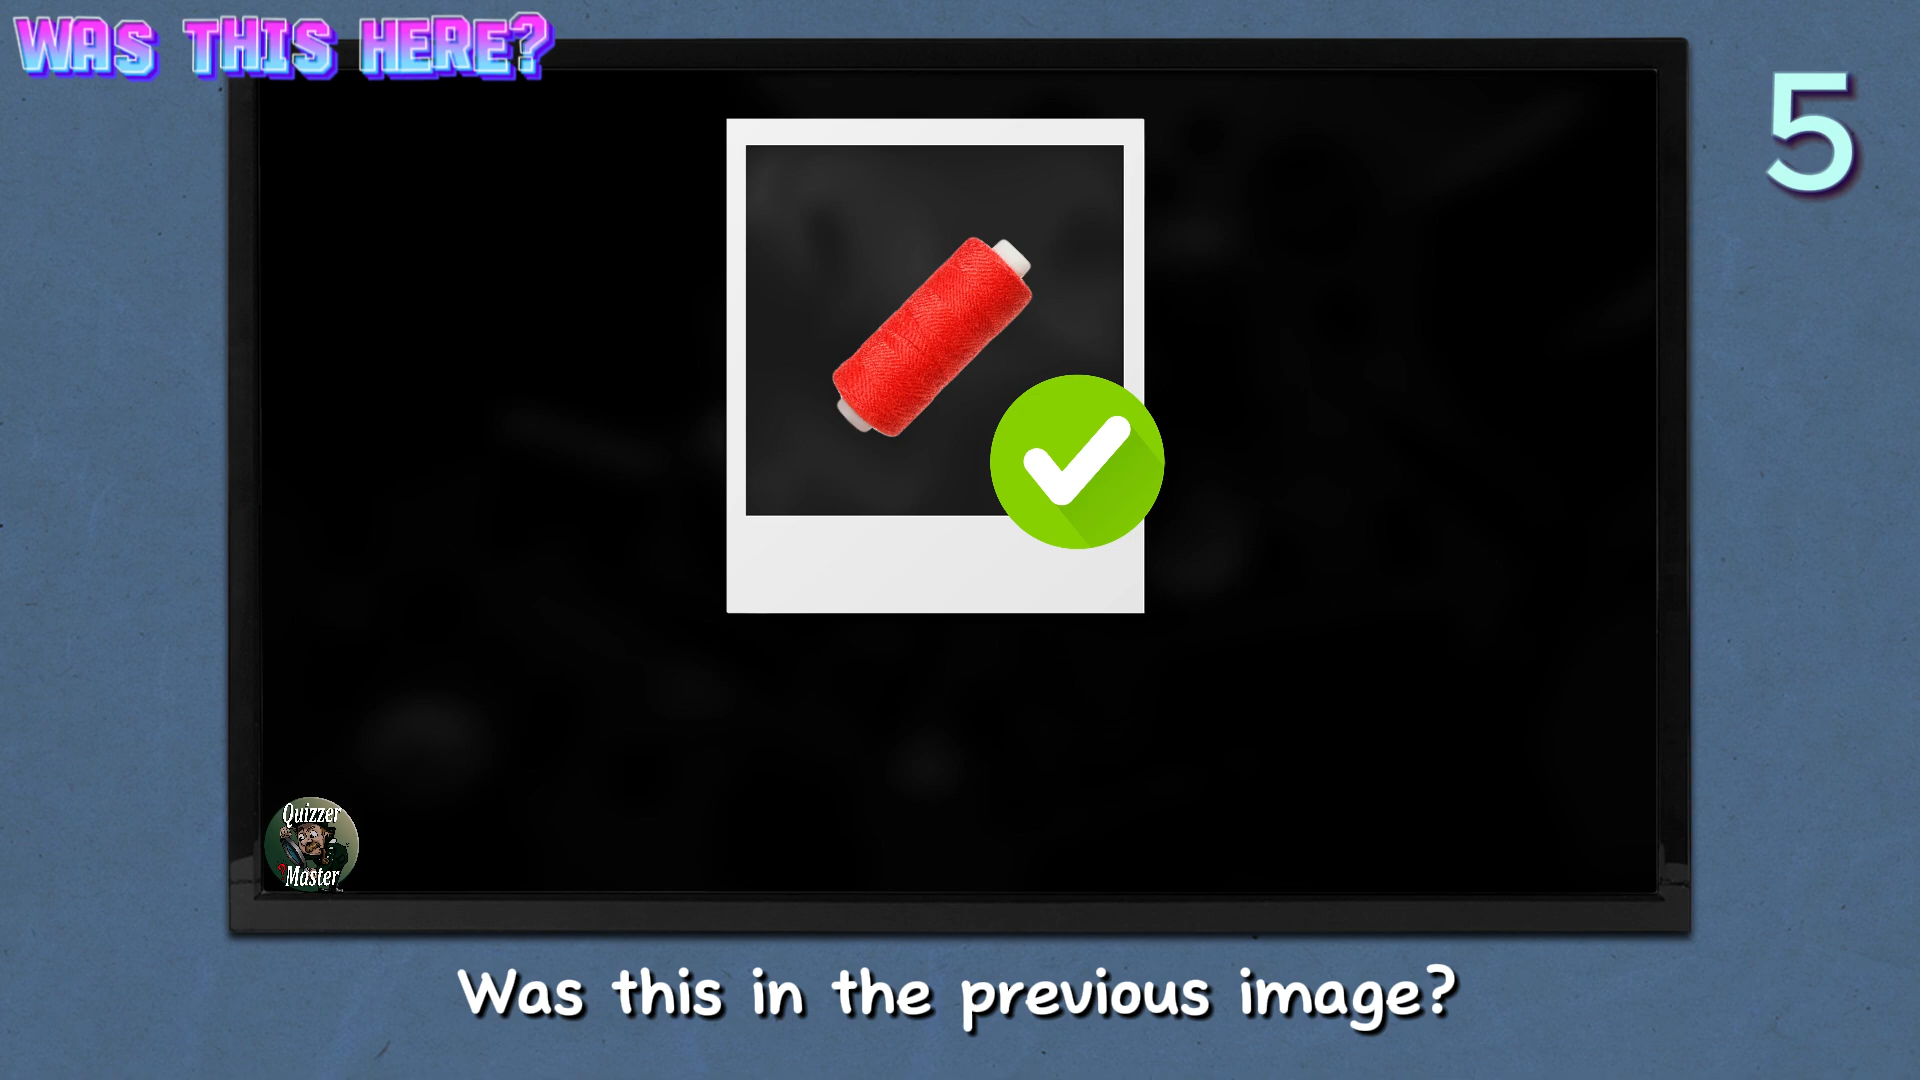 WAS THIS HERE?
5
Quizzer
Master
Was this in the previous image?